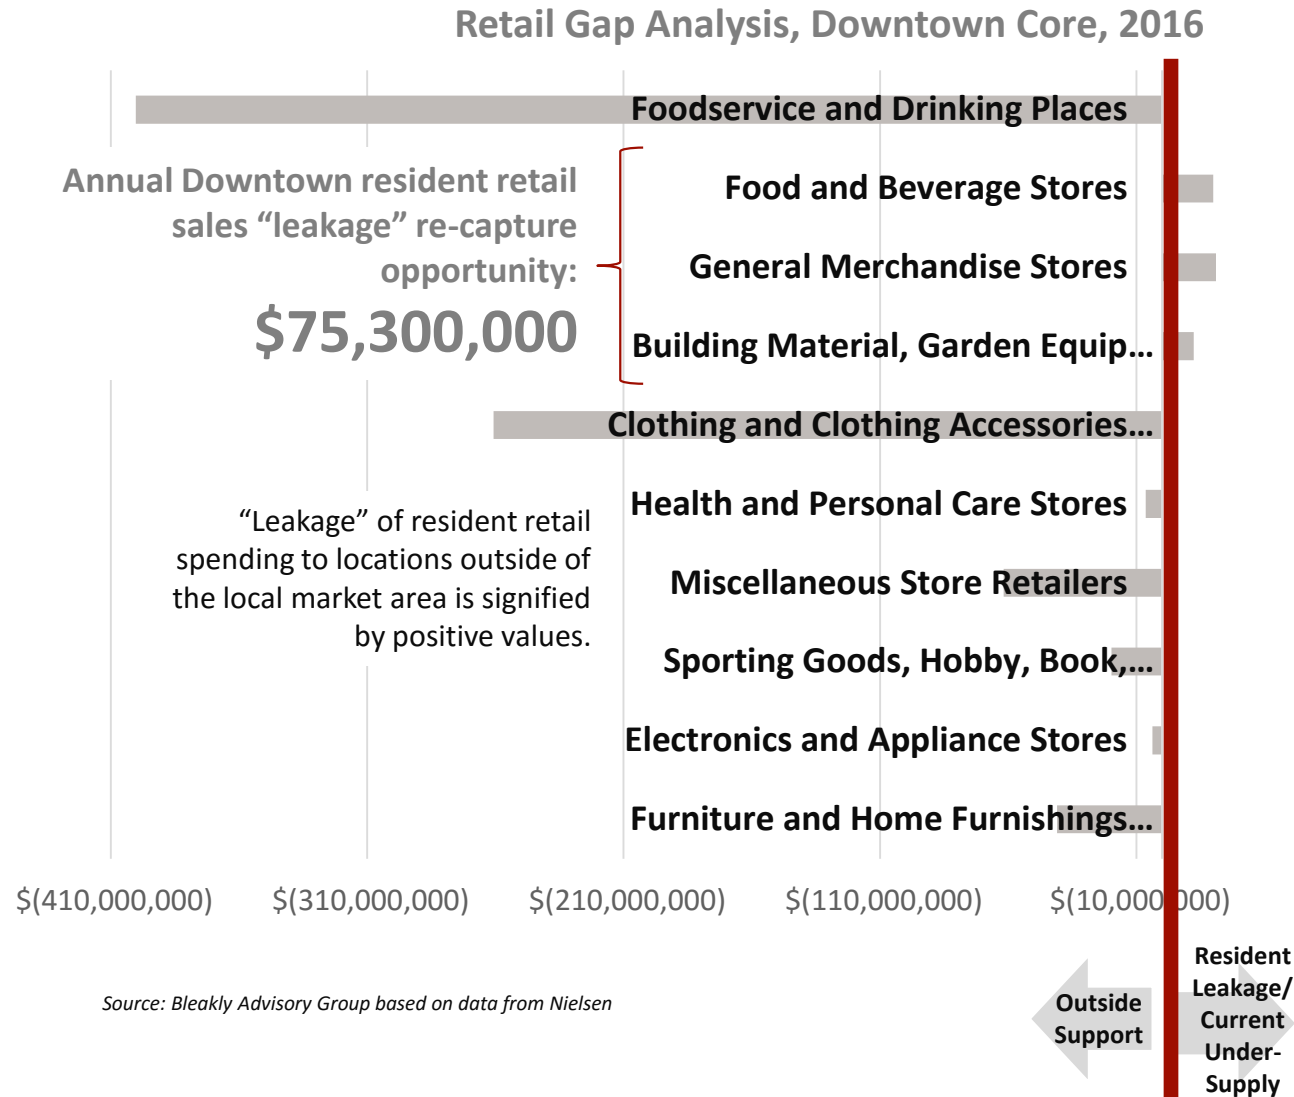 Retail Gap Analysis, Downtown Core, 2016
Foodservice and Drinking Places
Annual Downtown resident retail
sales “leakage” re-capture
opportunity:
$75,300,000
Food and Beverage Stores
General Merchandise Stores
Building Material, Garden Equip…
Clothing and Clothing Accessories…
“Leakage” of resident retail
spending to locations outside of
the local market area is signified
by positive values.
Health and Personal Care Stores
Miscellaneous Store Retailers
Sporting Goods, Hobby, Book,…
Electronics and Appliance Stores
Furniture and Home Furnishings…
$(410,000,000) $(310,000,000) $(210,000,000) $(110,000,000) $(10,000,000)
Source: Bleakly Advisory Group based on data from Nielsen
Outside
Support
Resident
Leakage/
Current
Under-
Supply